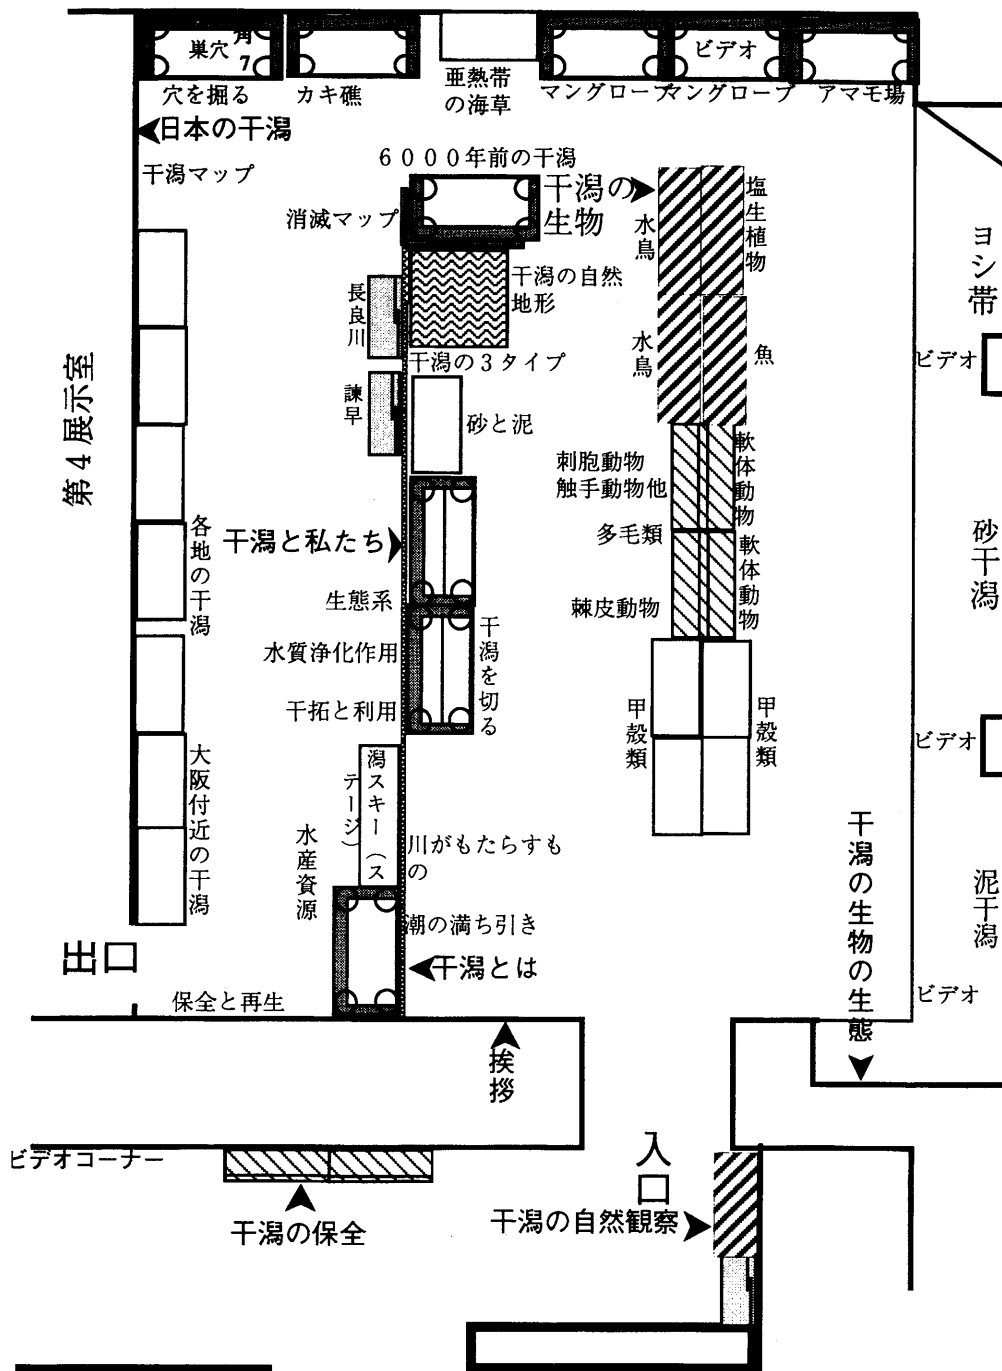 巣穴
角7
穴を掘る
カキ礁
亜熱帯
の海草
マングローブ
ビデオ
マングローブ
アマモ場
日本の干潟
干潟マップ
6000年前の干潟
消滅マップ
干潟の
生物
水鳥
塩生植物
ヨシ帯
干潟の自然
地形
長良川
干潟の3タイプ
水鳥
魚
ビデオ
第4展示室
諫早
砂と泥
刺胞動物
触手動物他
軟体動物
各地の干潟
干潟と私たち
多毛類
軟体動物
砂干潟
生態系
棘皮動物
水質浄化作用
干潟を切る
干拓と利用
甲殻類
甲殻類
ビデオ
大阪付近の干潟
潟スキー(ス
テージ)
水産資源
川がもたらすも
の
干潟の生物の生態
泥干潟
潮の満ち引き
出口
干潟とは
保全と再生
ビデオ
挨拶
ビデオコーナー
入口
干潟の保全
干潟の自然観察